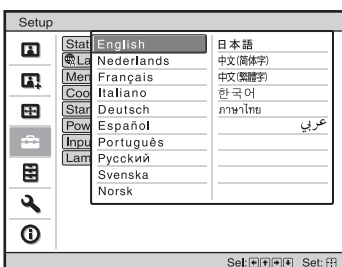 Setup
Stat
La
Men
Coo
Star
Pow
Inpu
Lam
English
Nederlands
Français
Italiano
Deutsch
Español
Português
Русский
Svenska
Norsk
日本語
中文(简体字)
中文(繁體字)
한국어
ภาษาไทย
عربي
Sel: Set: